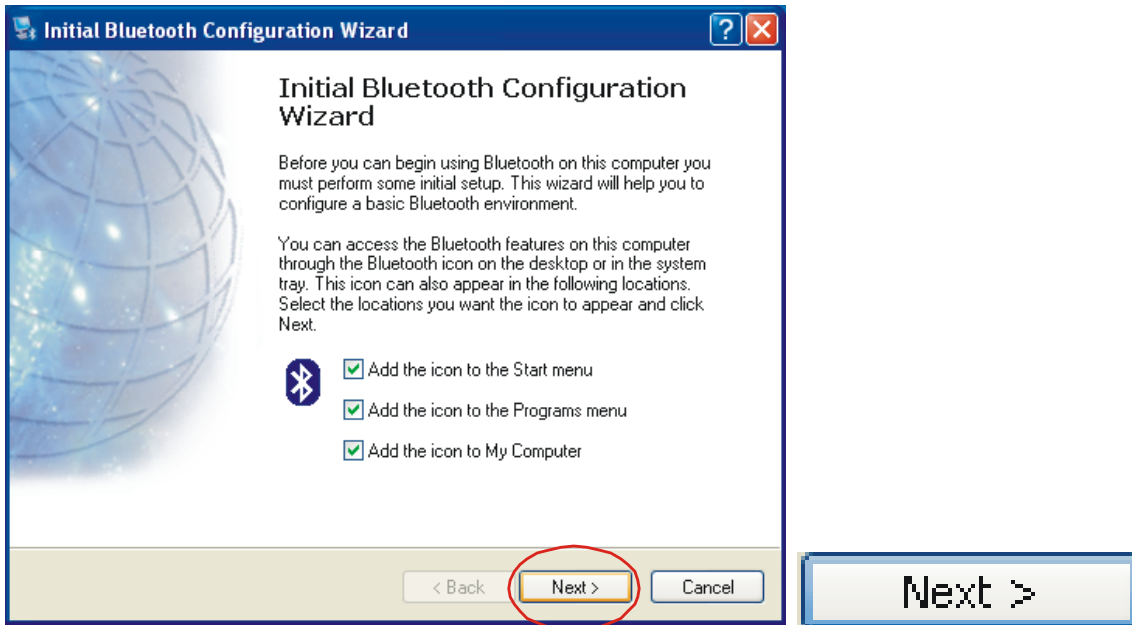 Initial Bluetooth Configuration Wizard
?
Initial Bluetooth Configuration
Wizard
Before you can begin using Bluetooth on this computer you
must perform some initial setup. This wizard will help you to
configure a basic Bluetooth environment.
You can access the Bluetooth features on this computer
through the Bluetooth icon on the desktop or in the system
tray. This icon can also appear in the following locations.
Select the locations you want the icon to appear and click
Next.
Add the icon to the Start menu
Add the icon to the Programs menu
Add the icon to My Computer
< Back Next > Cancel
Next >